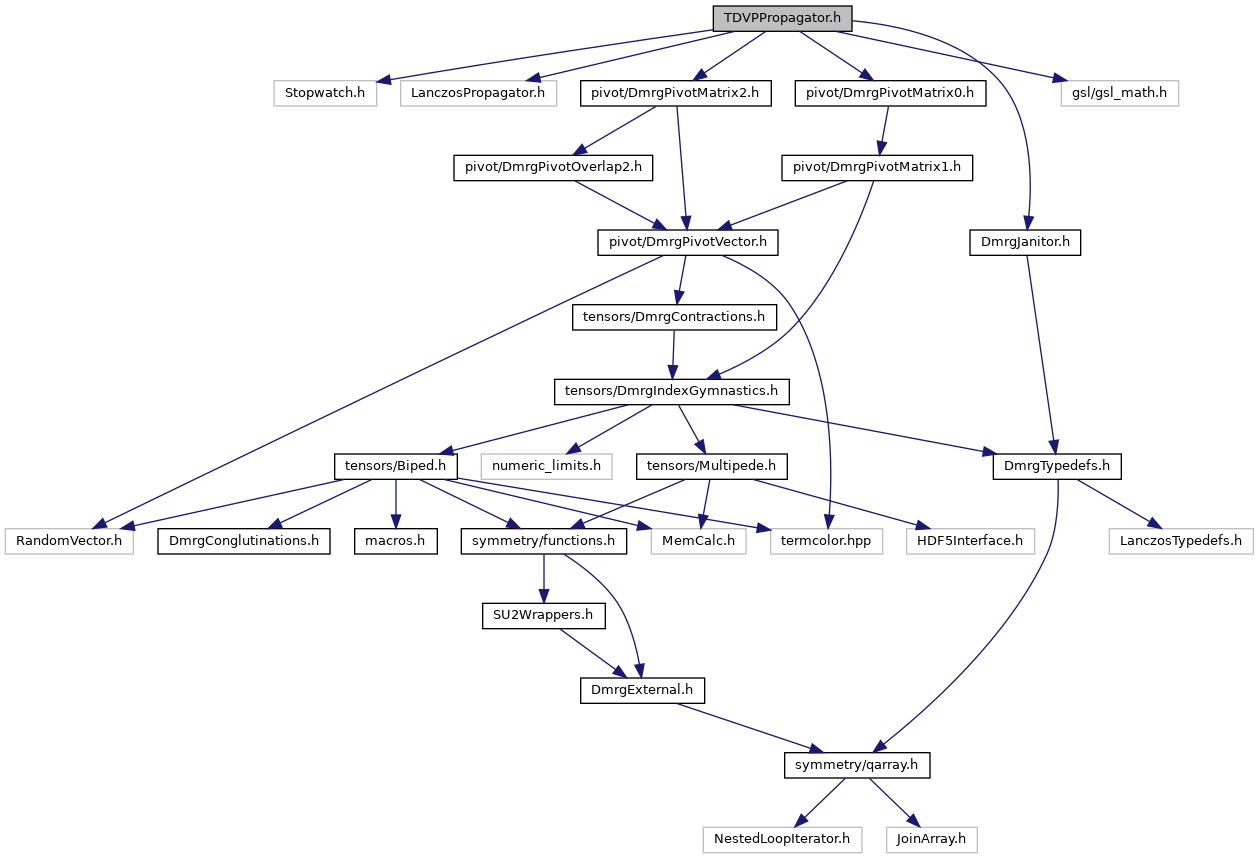 TDVPPropagator.h
Stopwatch.h
LanczosPropagator.h
pivot/DmrgPivotMatrix2.h
pivot/DmrgPivotMatrix0.h
gsl/gsl_math.h
pivot/DmrgPivotOverlap2.h
pivot/DmrgPivotMatrix1.h
pivot/DmrgPivotVector.h
DmrgJanitor.h
tensors/DmrgContractions.h
tensors/DmrgIndexGymnastics.h
tensors/Biped.h
numeric_limits.h
tensors/Multipede.h
DmrgTypedefs.h
RandomVector.h
DmrgConglutinations.h
macros.h
symmetry/functions.h
MemCalc.h
termcolor.hpp
HDF5Interface.h
LanczosTypedefs.h
SU2Wrappers.h
DmrgExternal.h
symmetry/qarray.h
NestedLoopIterator.h
JoinArray.h